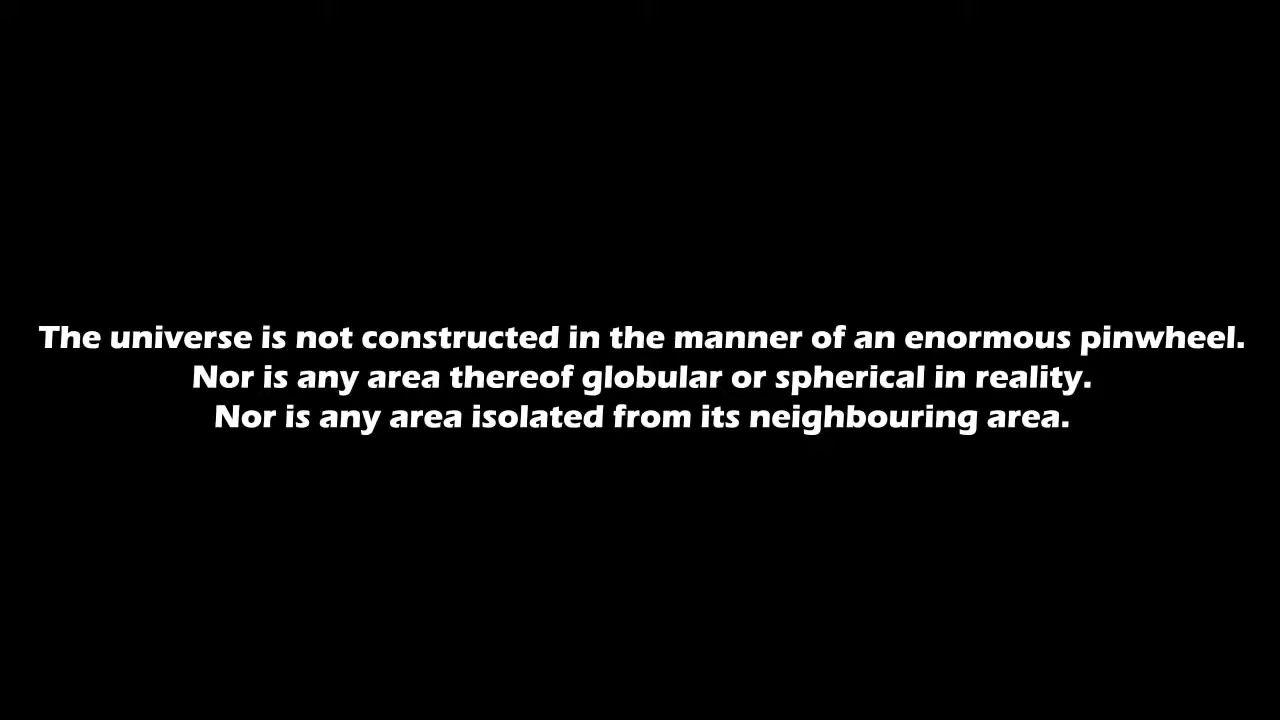 The universe is not constructed in the manner of an enormous pinwheel.
Nor is any area thereof globular or spherical in reality.
Nor is any area isolated from its neighbouring area.